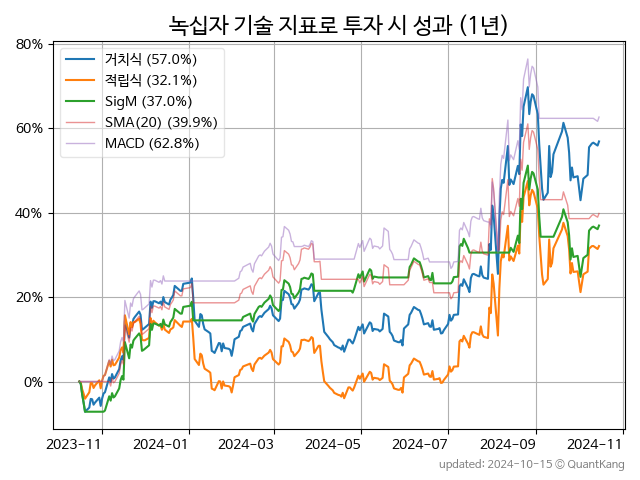 녹십자 기술 지표로 투자 시 성과 (1년)
80%
60%
40%
20%
0%
거치식 (57.0%)
적립식 (32.1%)
SigM (37.0%)
SMA(20) (39.9%)
MACD (62.8%)
2023-11 2024-01 2024-03 2024-05 2024-07 2024-09 2024-11
updated: 2024-10-15 © QuantKang